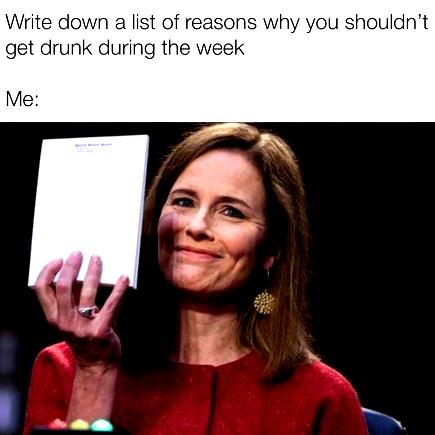 Write down a list of reasons why you shouldn't
get drunk during the week
Me: